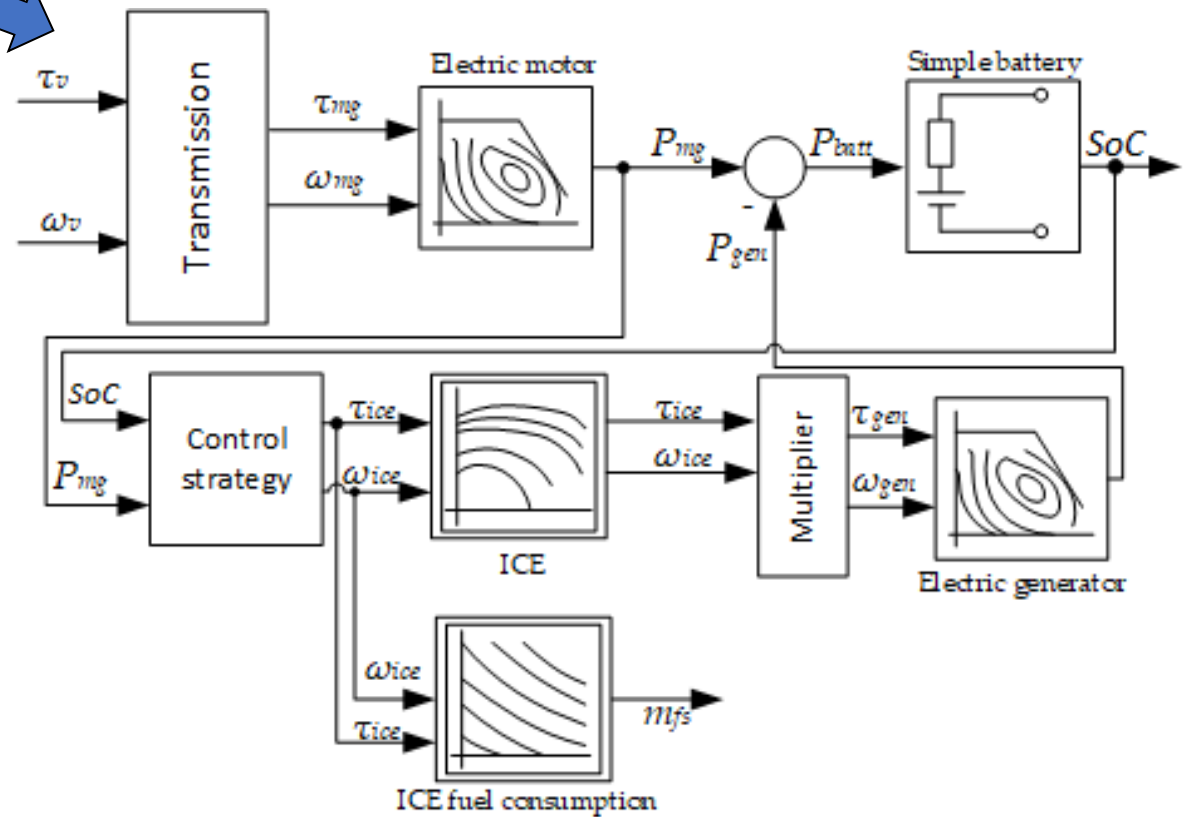 Electric motor
Simple battery
τv
Transmission
τmg
ωmg
Pmg
Pbatt
SoC
ωv
-
Pgen
SoC
Control
strategy
Pmg
τice
ωice
ICE
τice
ωice
Multiplier
τgen
ωgen
Electric generator
ωice
τice
mfs
ICE fuel consumption